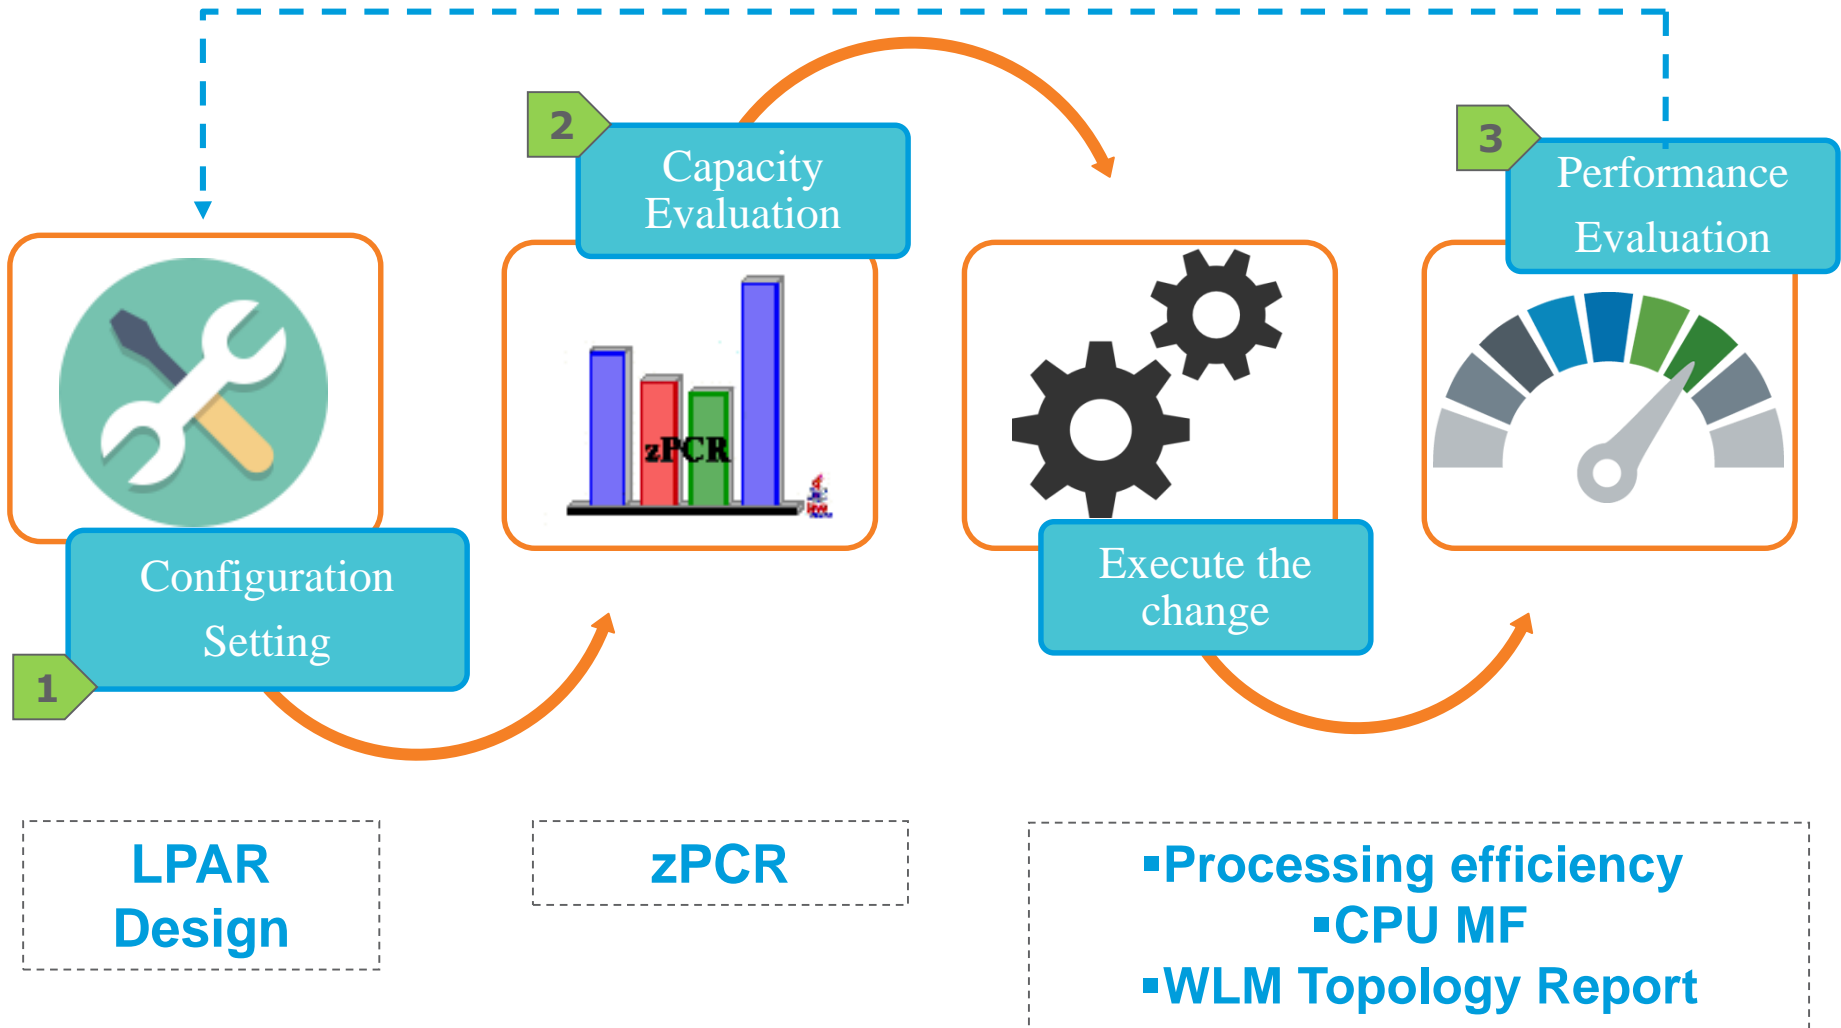 2
Capacity
Evaluation
3
Performance
Evaluation
zPCR
Configuration
Setting
1
Execute the
change
LPAR
Design
zPCR
▪Processing efficiency
▪CPU MF
▪WLM Topology Report